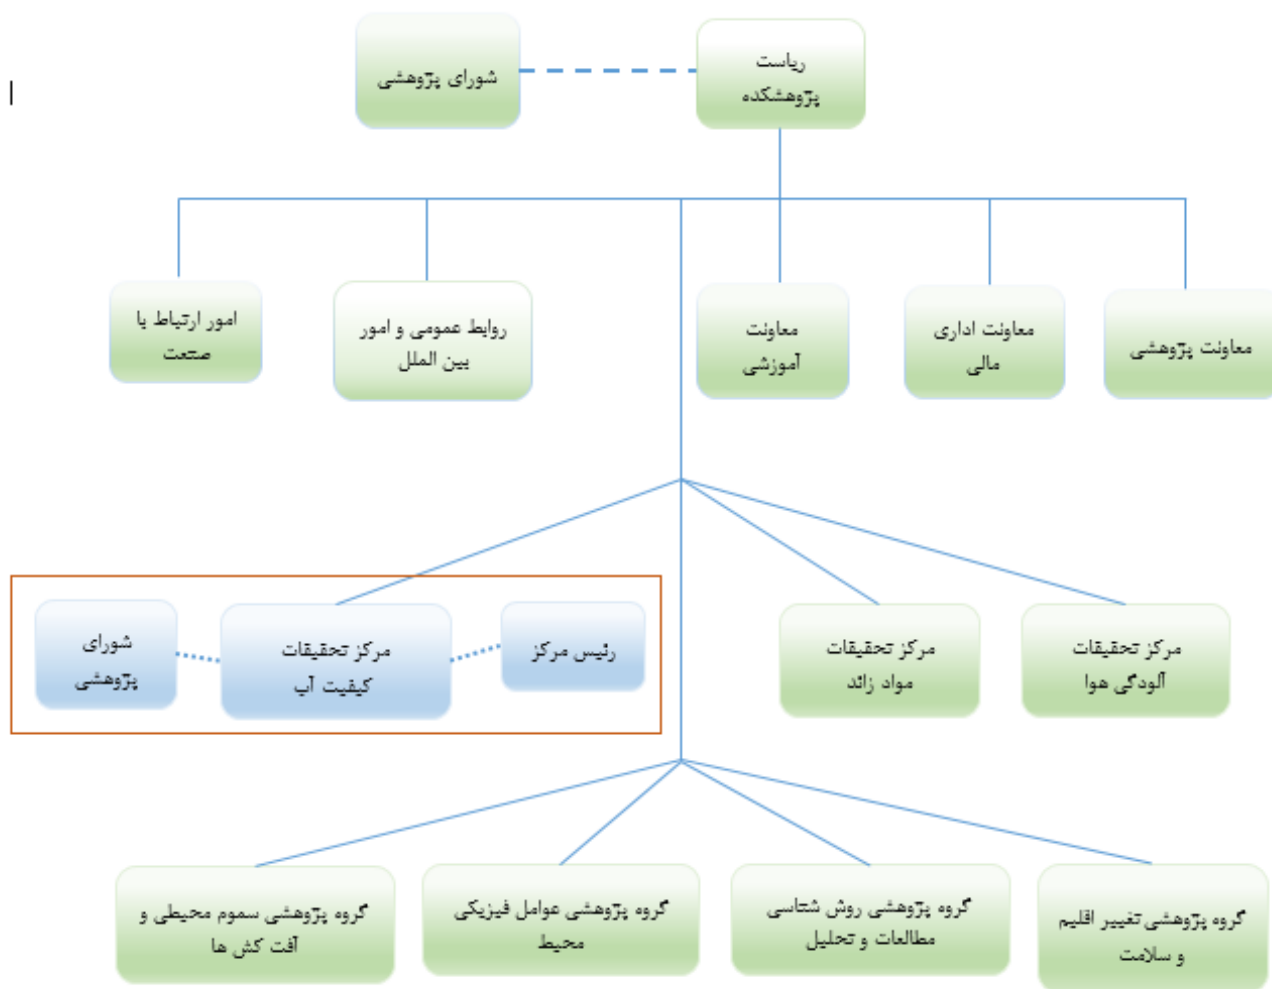 ریاست
پژوهشکده
شورای پژوهشی
معاونت پژوهشی
معاونت اداری
مالی
معاونت
آموزشی
روابط عمومی و امور
بین الملل
امور ارتباط با
صنعت
مرکز تحقیقات
آلودگی هوا
مرکز تحقیقات
مواد زائد
رئیس مرکز
مرکز تحقیقات
کیفیت آب
شورای
پژوهشی
گروه پژوهشی تغییر اقلیم
و سلامت
گروه پژوهشی روش شناسی
مطالعات و تحلیل
گروه پژوهشی عوامل فیزیکی
محیط
گروه پژوهشی سموم محیطی و
آفت کش ها